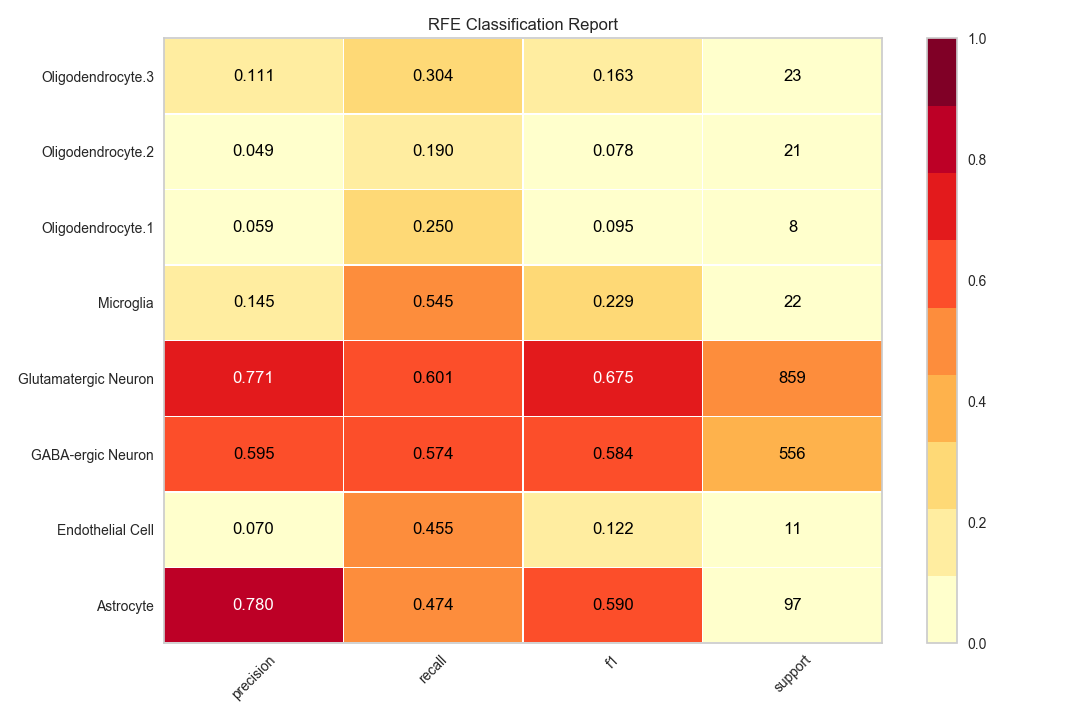 RFE Classification Report
Oligodendrocyte.3 0.111 0.304 0.163 23
Oligodendrocyte.2 0.049 0.190 0.078 21
Oligodendrocyte.1 0.059 0.250 0.095 8
Microglia 0.145 0.545 0.229 22
Glutamatergic Neuron 0.771 0.601 0.675 859
GABA-ergic Neuron 0.595 0.574 0.584 556
Endothelial Cell 0.070 0.455 0.122 11
Astrocyte 0.780 0.474 0.590 97
precision recall f1 support
1.0
0.8
0.6
0.4
0.2
0.0